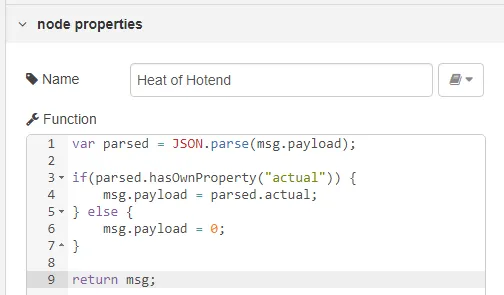 node properties
Name
Heat of Hotend
Function
1 var parsed = JSON.parse(msg.payload);
2
3 if(parsed.hasOwnProperty("actual")) {
4     msg.payload = parsed.actual;
5 } else {
6     msg.payload = 0;
7 }
8
9 return msg;